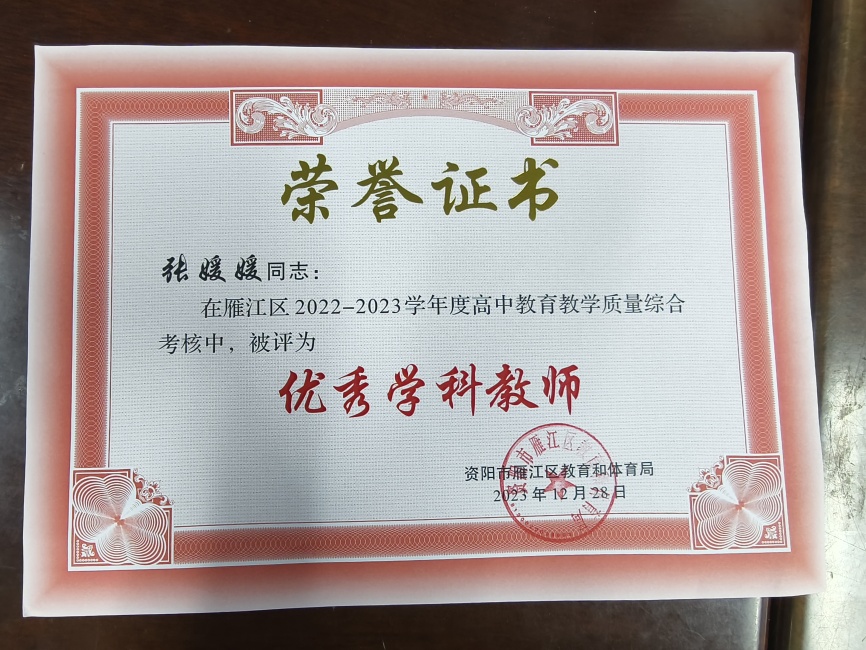 荣誉证书
张媛媛同志：
在雁江区2022-2023学年度高中教育教学质量综合
考核中，被评为
优秀学科教师
资阳市雁江区教育和体育局
2023年12月28日